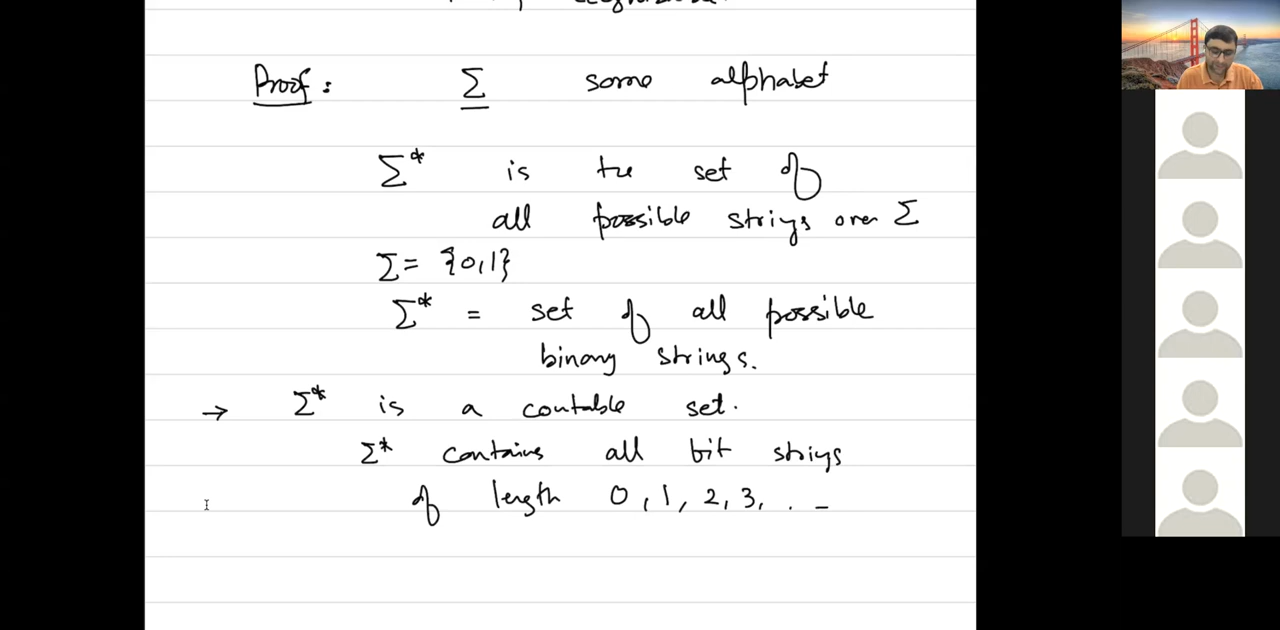 Proof : Σ some alphabet
Σ* is the set of
all possible strings over Σ
Σ = {0,1}
Σ* = set of all possible
binary strings.
→ Σ* is a contable set.
Σ* contains all bit strings
of length 0, 1, 2, 3, . –